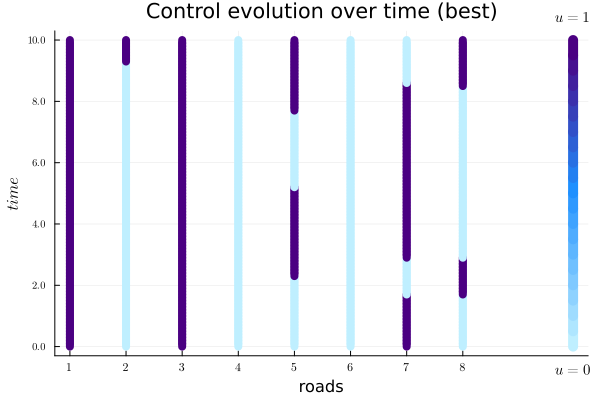 Control evolution over time (best)
u = 1
10.0
8.0
6.0
4.0
2.0
0.0
time
1 2 3 4 5 6 7 8
u = 0
roads